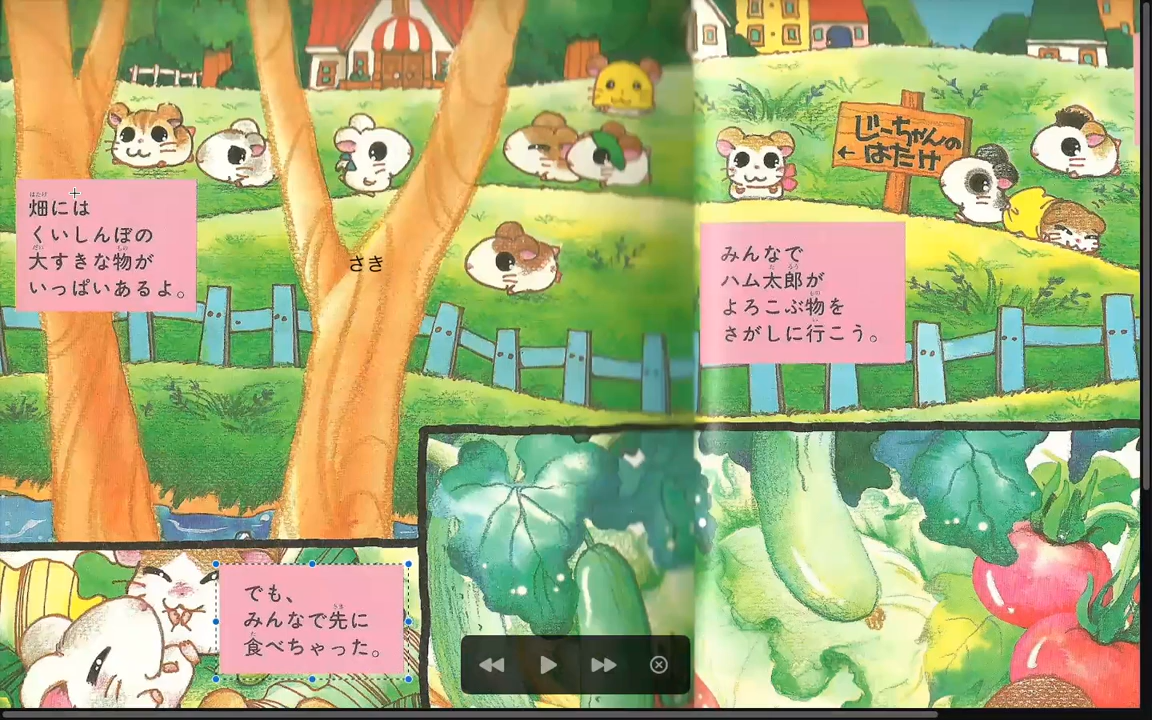 じーちゃんの
←はたけ
畑には
くいしんぼの
大すきな物が
いっぱいあるよ。
さき
みんなで
ハム太郎が
よろこぶ物を
さがしに行こう。
でも、
みんなで先に
食べちゃった。